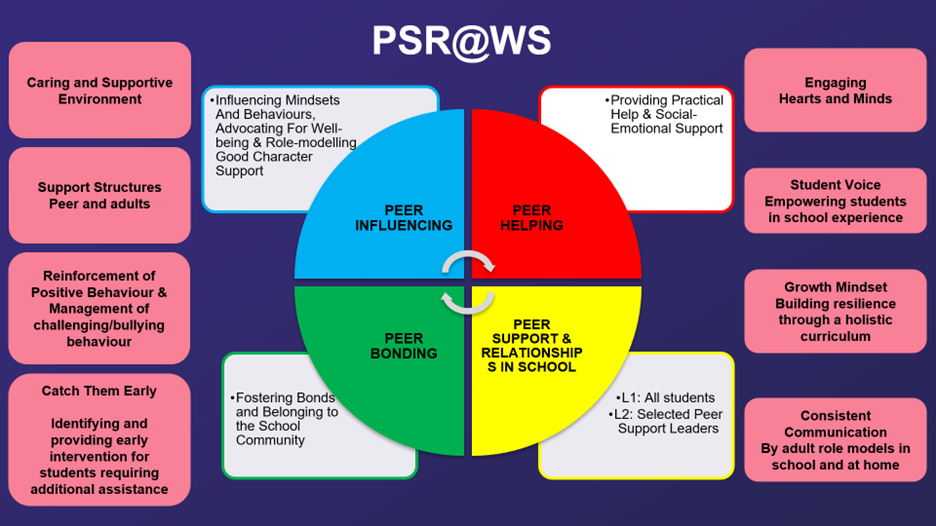 PSR@WS
Caring and Supportive
Environment
Support Structures
Peer and adults
Reinforcement of
Positive Behaviour &
Management of
challenging/bullying
behaviour
Catch Them Early
Identifying and
providing early
intervention for
students requiring
additional assistance
•Influencing Mindsets
And Behaviours,
Advocating For Well-
being & Role-modelling
Good Character
Support
•Providing Practical
Help & Social-
Emotional Support
PEER
INFLUENCING
PEER
HELPING
PEER
BONDING
PEER
SUPPORT &
RELATIONSHIP
S IN SCHOOL
•Fostering Bonds
and Belonging to
the School
Community
•L1: All students
•L2: Selected Peer
Support Leaders
Engaging
Hearts and Minds
Student Voice
Empowering students
in school experience
Growth Mindset
Building resilience
through a holistic
curriculum
Consistent
Communication
By adult role models in
school and at home